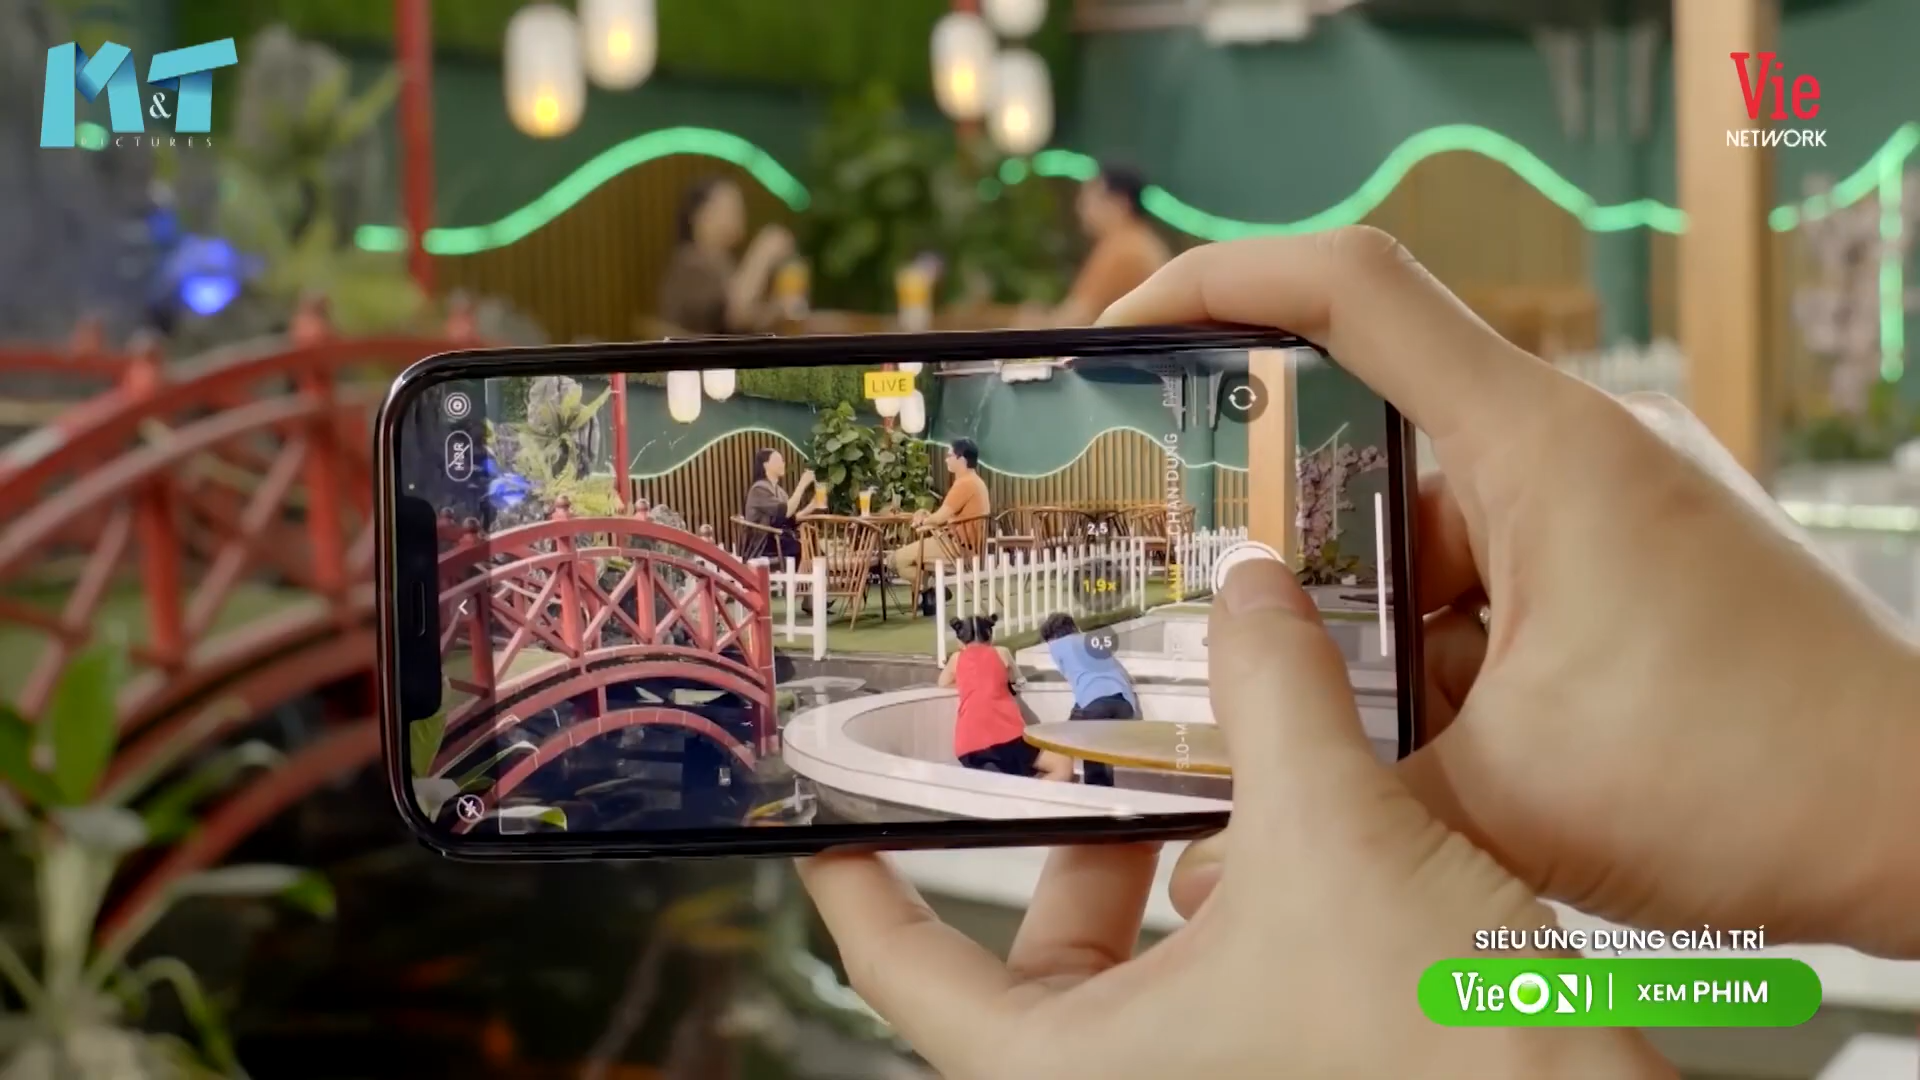 M&T
PICTURES
Vie
NETWORK
LIVE
HDR
CHÂN DUNG
2,5
1,9x
0,5
SLO-M
SIÊU ỨNG DỤNG GIẢI TRÍ
VieON
XEM PHIM